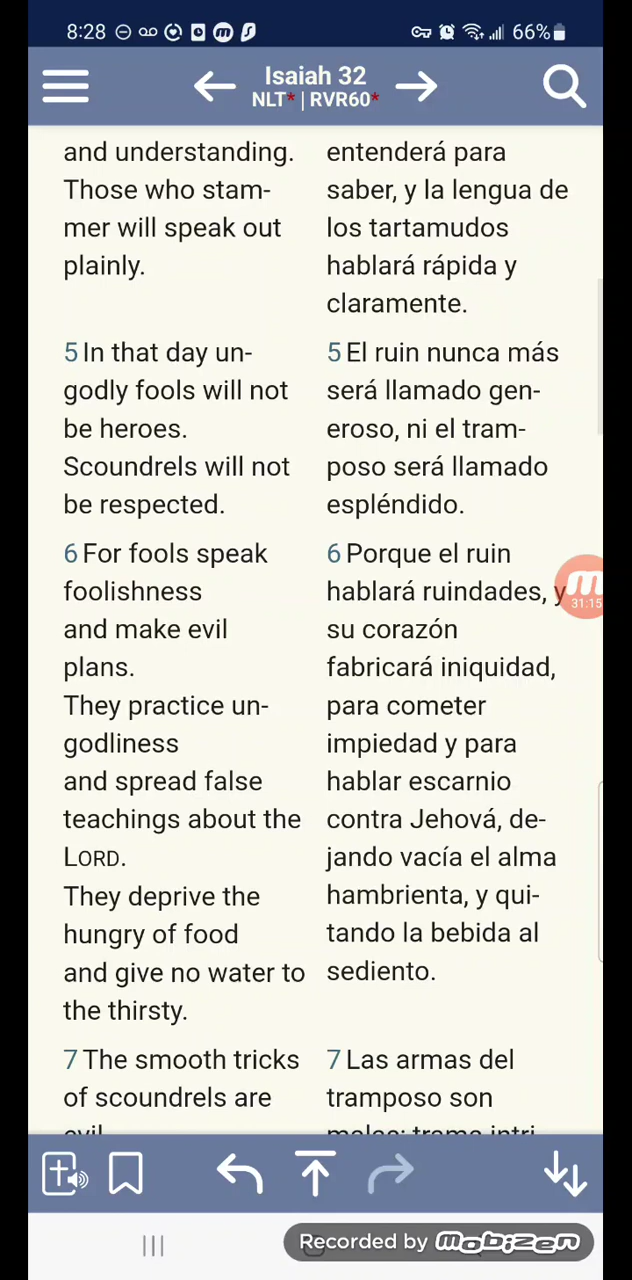 8:28
66%
Isaiah 32
NLT* | RVR60*
and understanding.
Those who stam-
mer will speak out
plainly.
5 In that day un-
godly fools will not
be heroes.
Scoundrels will not
be respected.
6 For fools speak
foolishness
and make evil
plans.
They practice un-
godliness
and spread false
teachings about the
LORD.
They deprive the
hungry of food
and give no water to
the thirsty.
7 The smooth tricks
of scoundrels are
evil.
entenderá para
saber, y la lengua de
los tartamudos
hablará rápida y
claramente.
5 El ruin nunca más
será llamado gen-
eroso, ni el tram-
poso será llamado
espléndido.
6 Porque el ruin
hablará ruindades, y
su corazón
fabricará iniquidad,
para cometer
impiedad y para
hablar escarnio
contra Jehová, de-
jando vacía el alma
hambrienta, y qui-
tando la bebida al
sediento.
7 Las armas del
tramposo son
malas; trama intri-
31:15
Recorded by mobizen